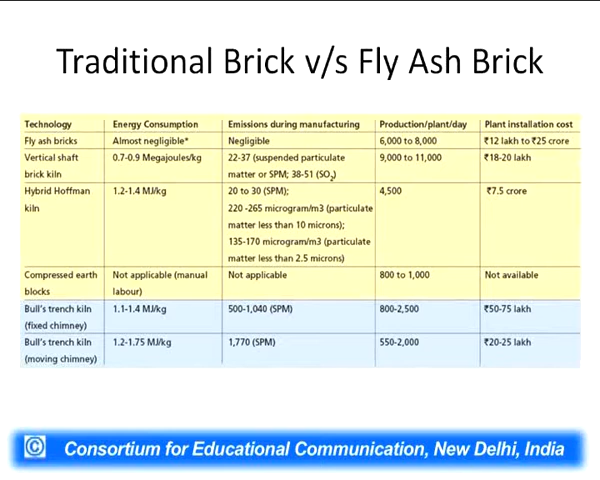 Traditional Brick v/s Fly Ash Brick
Technology Energy Consumption Emissions during manufacturing Production/plant/day Plant installation cost
Fly ash bricks Almost negligible* Negligible 6,000 to 8,000 ₹12 lakh to ₹25 crore
Vertical shaft 0.7-0.9 Megajoules/kg 22-37 (suspended particulate 9,000 to 11,000 ₹18-20 lakh
brick kiln matter or SPM; 38-51 (SO₂)
Hybrid Hoffman 1.2-1.4 MJ/kg 20 to 30 (SPM); 4,500 ₹7.5 crore
kiln 220 -265 microgram/m3 (particulate
matter less than 10 microns);
135-170 microgram/m3 (particulate
matter less than 2.5 microns)
Compressed earth Not applicable (manual Not applicable 800 to 1,000 Not available
blocks labour)
Bull's trench kiln 1.1-1.4 MJ/kg 500-1,040 (SPM) 800-2,500 ₹50-75 lakh
(fixed chimney)
Bull's trench kiln 1.2-1.75 MJ/kg 1,770 (SPM) 550-2,000 ₹20-25 lakh
(moving chimney)
© Consortium for Educational Communication, New Delhi, India